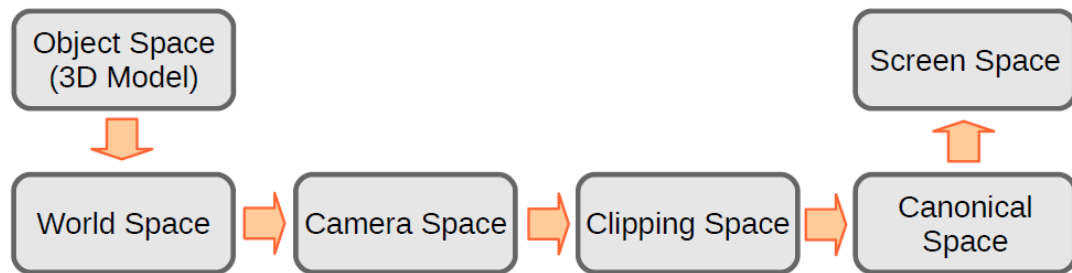 Object Space
(3D Model)
Screen Space
World Space
Camera Space
Clipping Space
Canonical
Space